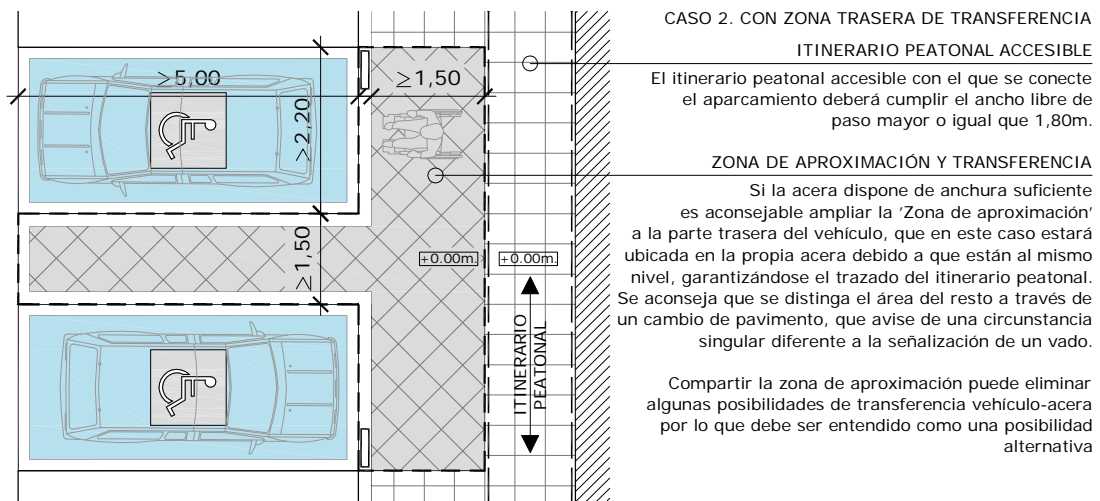 CASO 2. CON ZONA TRASERA DE TRANSFERENCIA
ITINERARIO PEATONAL ACCESIBLE
El itinerario peatonal accesible con el que se conecte
el aparcamiento deberá cumplir el ancho libre de
paso mayor o igual que 1,80m.
ZONA DE APROXIMACIÓN Y TRANSFERENCIA
Si la acera dispone de anchura suficiente
es aconsejable ampliar la 'Zona de aproximación'
a la parte trasera del vehículo, que en este caso estará
ubicada en la propia acera debido a que están al mismo
nivel, garantizándose el trazado del itinerario peatonal.
Se aconseja que se distinga el área del resto a través de
un cambio de pavimento, que avise de una circunstancia
singular diferente a la señalización de un vado.
Compartir la zona de aproximación puede eliminar
algunas posibilidades de transferencia vehículo-acera
por lo que debe ser entendido como una posibilidad
alternativa
≥5,00
≥1,50
≥2,20
≥1,50
+0.00m.
+0.00m.
ITINERARIO
PEATONAL